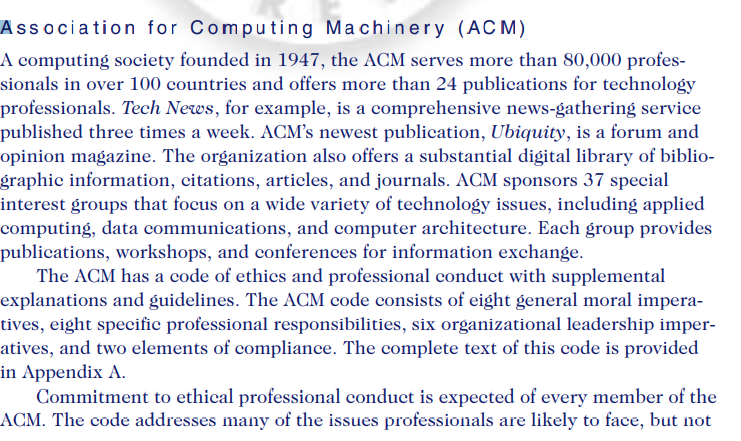 Association for Computing Machinery (ACM)
A computing society founded in 1947, the ACM serves more than 80,000 profes-
sionals in over 100 countries and offers more than 24 publications for technology
professionals. Tech News, for example, is a comprehensive news-gathering service
published three times a week. ACM's newest publication, Ubiquity, is a forum and
opinion magazine. The organization also offers a substantial digital library of biblio-
graphic information, citations, articles, and journals. ACM sponsors 37 special
interest groups that focus on a wide variety of technology issues, including applied
computing, data communications, and computer architecture. Each group provides
publications, workshops, and conferences for information exchange.
The ACM has a code of ethics and professional conduct with supplemental
explanations and guidelines. The ACM code consists of eight general moral impera-
tives, eight specific professional responsibilities, six organizational leadership imper-
atives, and two elements of compliance. The complete text of this code is provided
in Appendix A.
Commitment to ethical professional conduct is expected of every member of the
ACM. The code addresses many of the issues professionals are likely to face, but not